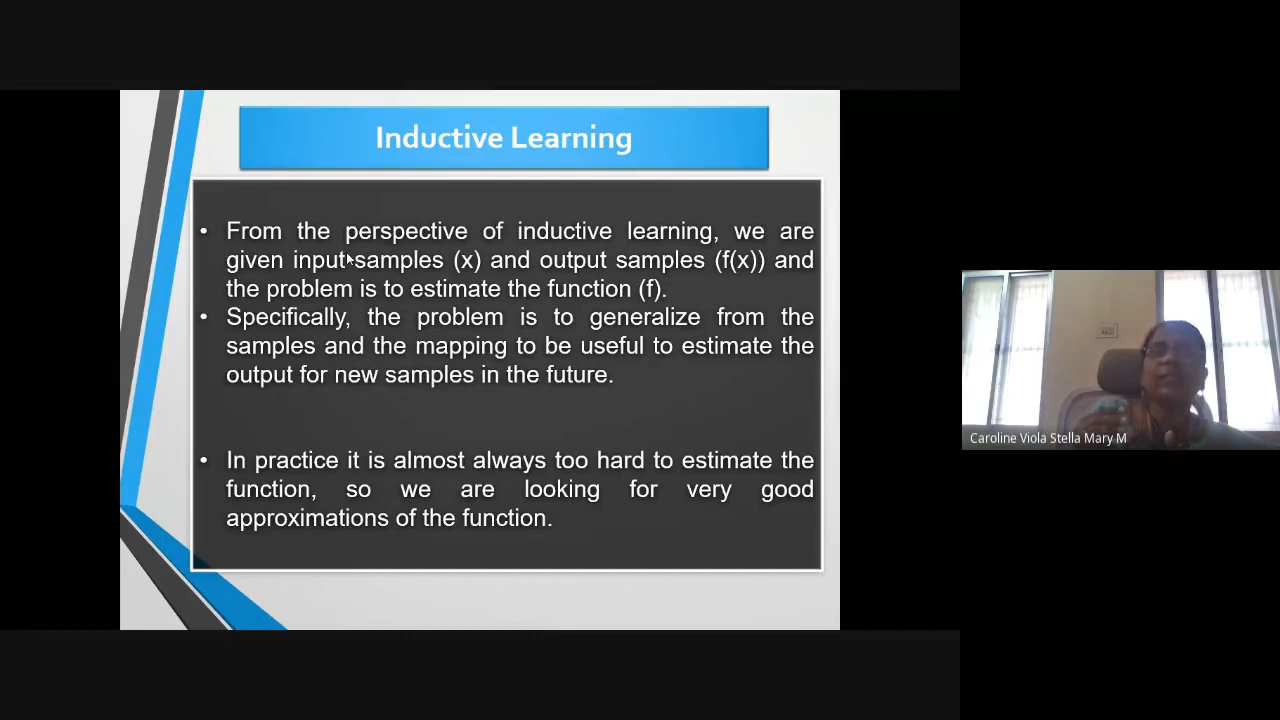 Inductive Learning
• From the perspective of inductive learning, we are
given input samples (x) and output samples (f(x)) and
the problem is to estimate the function (f).
• Specifically, the problem is to generalize from the
samples and the mapping to be useful to estimate the
output for new samples in the future.
• In practice it is almost always too hard to estimate the
function, so we are looking for very good
approximations of the function.
Caroline Viola Stella Mary M